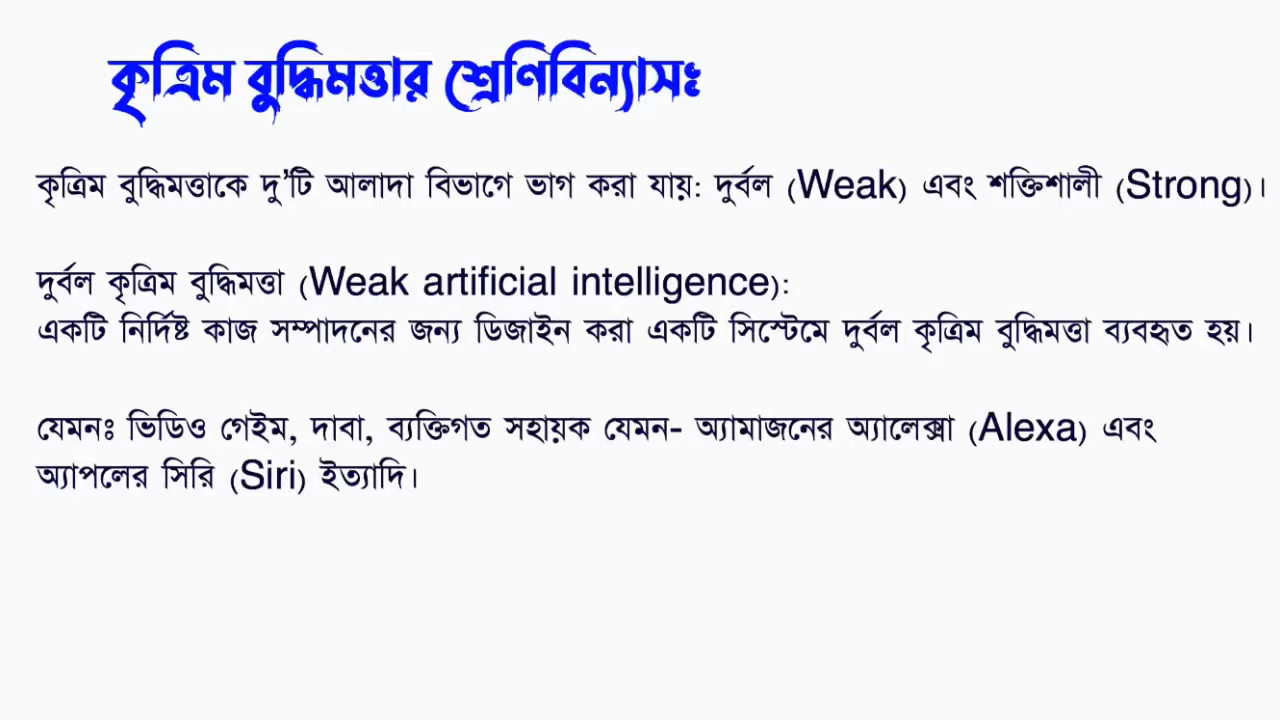 কৃত্রিম বুদ্ধিমত্তার শ্রেণিবিন্যাসঃ
কৃত্রিম বুদ্ধিমত্তাকে দু’টি আলাদা বিভাগে ভাগ করা যায়: দুর্বল (Weak) এবং শক্তিশালী (Strong)।
দুর্বল কৃত্রিম বুদ্ধিমত্তা (Weak artificial intelligence):
একটি নির্দিষ্ট কাজ সম্পাদনের জন্য ডিজাইন করা একটি সিস্টেমে দুর্বল কৃত্রিম বুদ্ধিমত্তা ব্যবহৃত হয়।
যেমনঃ ভিডিও গেইম, দাবা, ব্যক্তিগত সহায়ক যেমন- অ্যামাজনের অ্যালেক্সা (Alexa) এবং
অ্যাপলের সিরি (Siri) ইত্যাদি।